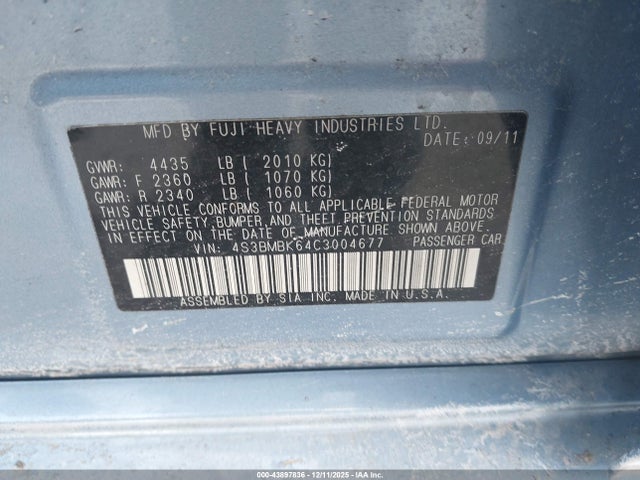 MFD BY FUJI HEAVY INDUSTRIES LTD.
DATE: 09/11
GVWR: 4435 LB ( 2010 KG)
GAWR: F 2360 LB ( 1070 KG)
GAWR: R 2340 LB ( 1060 KG)
THIS VEHICLE CONFORMS TO ALL APPLICABLE FEDERAL MOTOR
VEHICLE SAFETY,BUMPER,AND THEFT PREVENTION STANDARDS
IN EFFECT ON THE DATE OF MANUFACTURE SHOWN ABOVE.
VIN: 4S3BMBK64C3004677 PASSENGER CAR
ASSEMBLED BY SIA INC. MADE IN U.S.A.
000-43897836 - 12/11/2025 - IAA Inc.